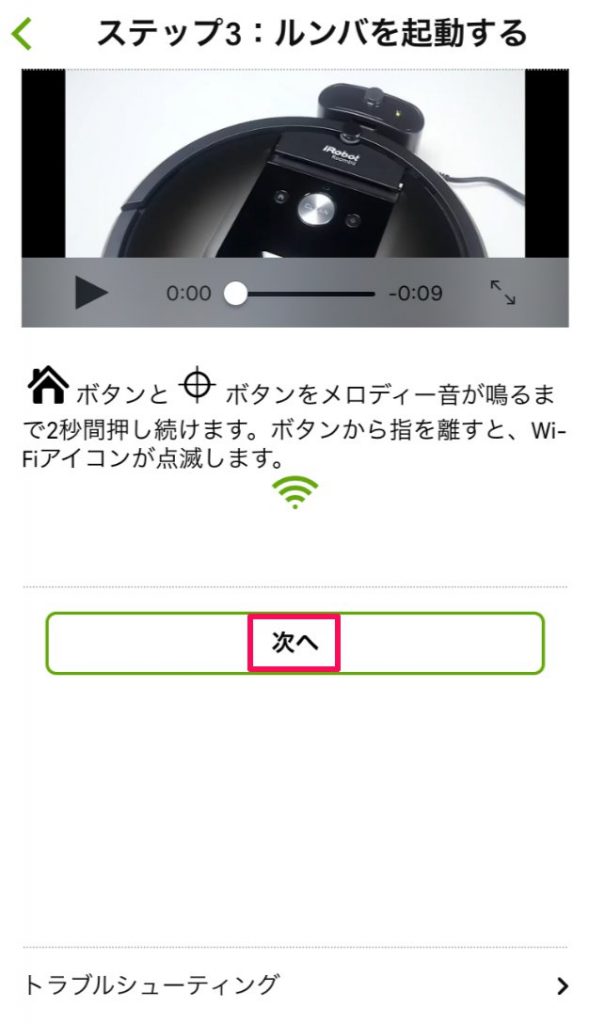 ステップ3：ルンバを起動する
iRobot
Roomba
CLEAN
0:00
-0:09
ボタンと ボタンをメロディー音が鳴るま
で2秒間押し続けます。ボタンから指を離すと、Wi-
Fiアイコンが点滅します。
次へ
トラブルシューティング